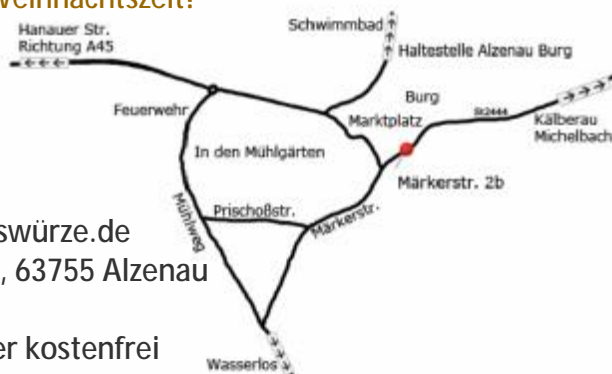 Weihnachtszeit!
Hanauer Str.
Richtung A45
Schwimmbad
Haltestelle Alzenau Burg
Feuerwehr
Burg
Marktplatz
St2444
Kälberau
Michelbach
In den Mühlgärten
Märkerstr. 2b
Prischoßstr.
Märkerstr.
Mühlweg
swürze.de
, 63755 Alzenau
er kostenfrei
Wasserlos